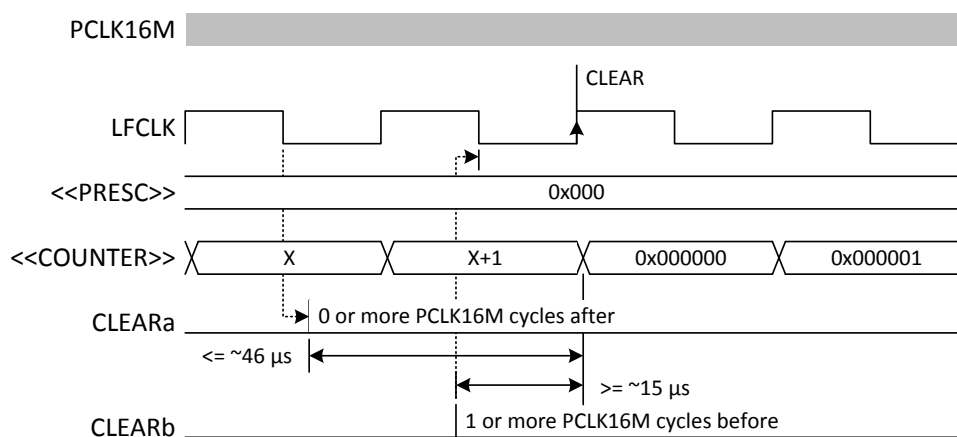 PCLK16M
CLEAR
LFCLK
<<PRESC>>
0x000
<<COUNTER>>
X
X+1
0x000000
0x000001
CLEARa
0 or more PCLK16M cycles after
<= ~46 µs
>= ~15 µs
CLEARb
1 or more PCLK16M cycles before